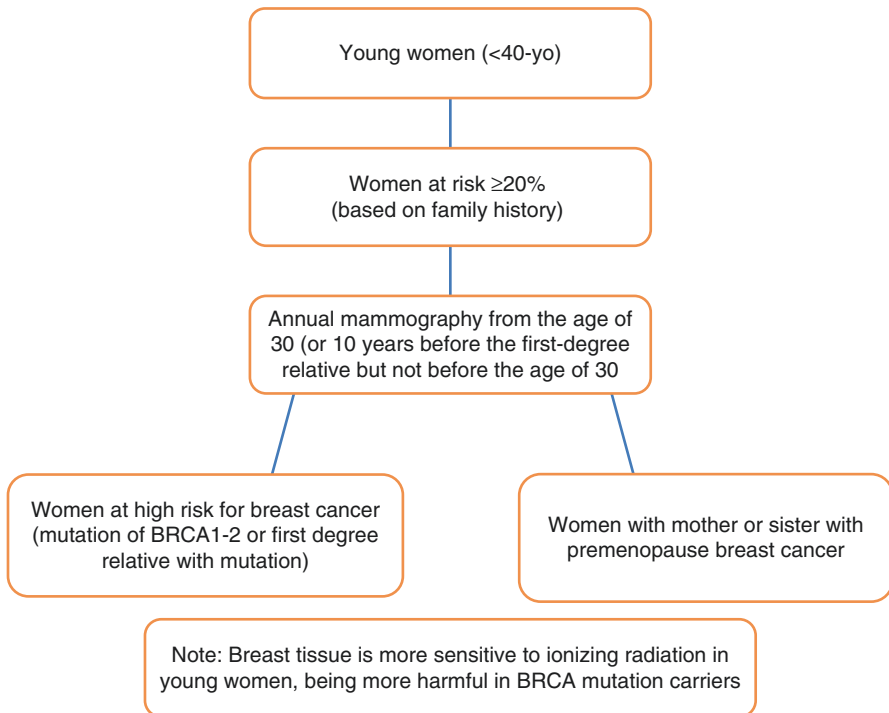 Young women (<40-yo)
Women at risk ≥20%
(based on family history)
Annual mammography from the age of
30 (or 10 years before the first-degree
relative but not before the age of 30
Women at high risk for breast cancer
(mutation of BRCA1-2 or first degree
relative with mutation)
Women with mother or sister with
premenopause breast cancer
Note: Breast tissue is more sensitive to ionizing radiation in
young women, being more harmful in BRCA mutation carriers